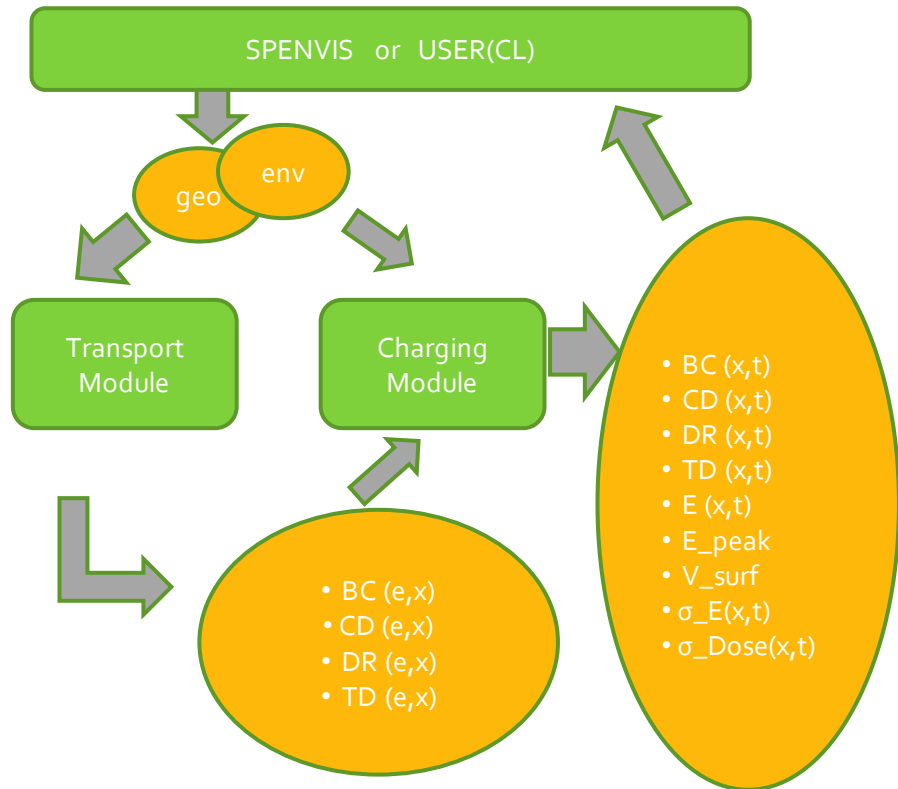 SPENVIS or USER(CL)
geo
env
Transport
Module
Charging
Module
• BC (e,x)
• CD (e,x)
• DR (e,x)
• TD (e,x)
• BC (x,t)
• CD (x,t)
• DR (x,t)
• TD (x,t)
• E (x,t)
• E_peak
• V_surf
• σ_E(x,t)
• σ_Dose(x,t)